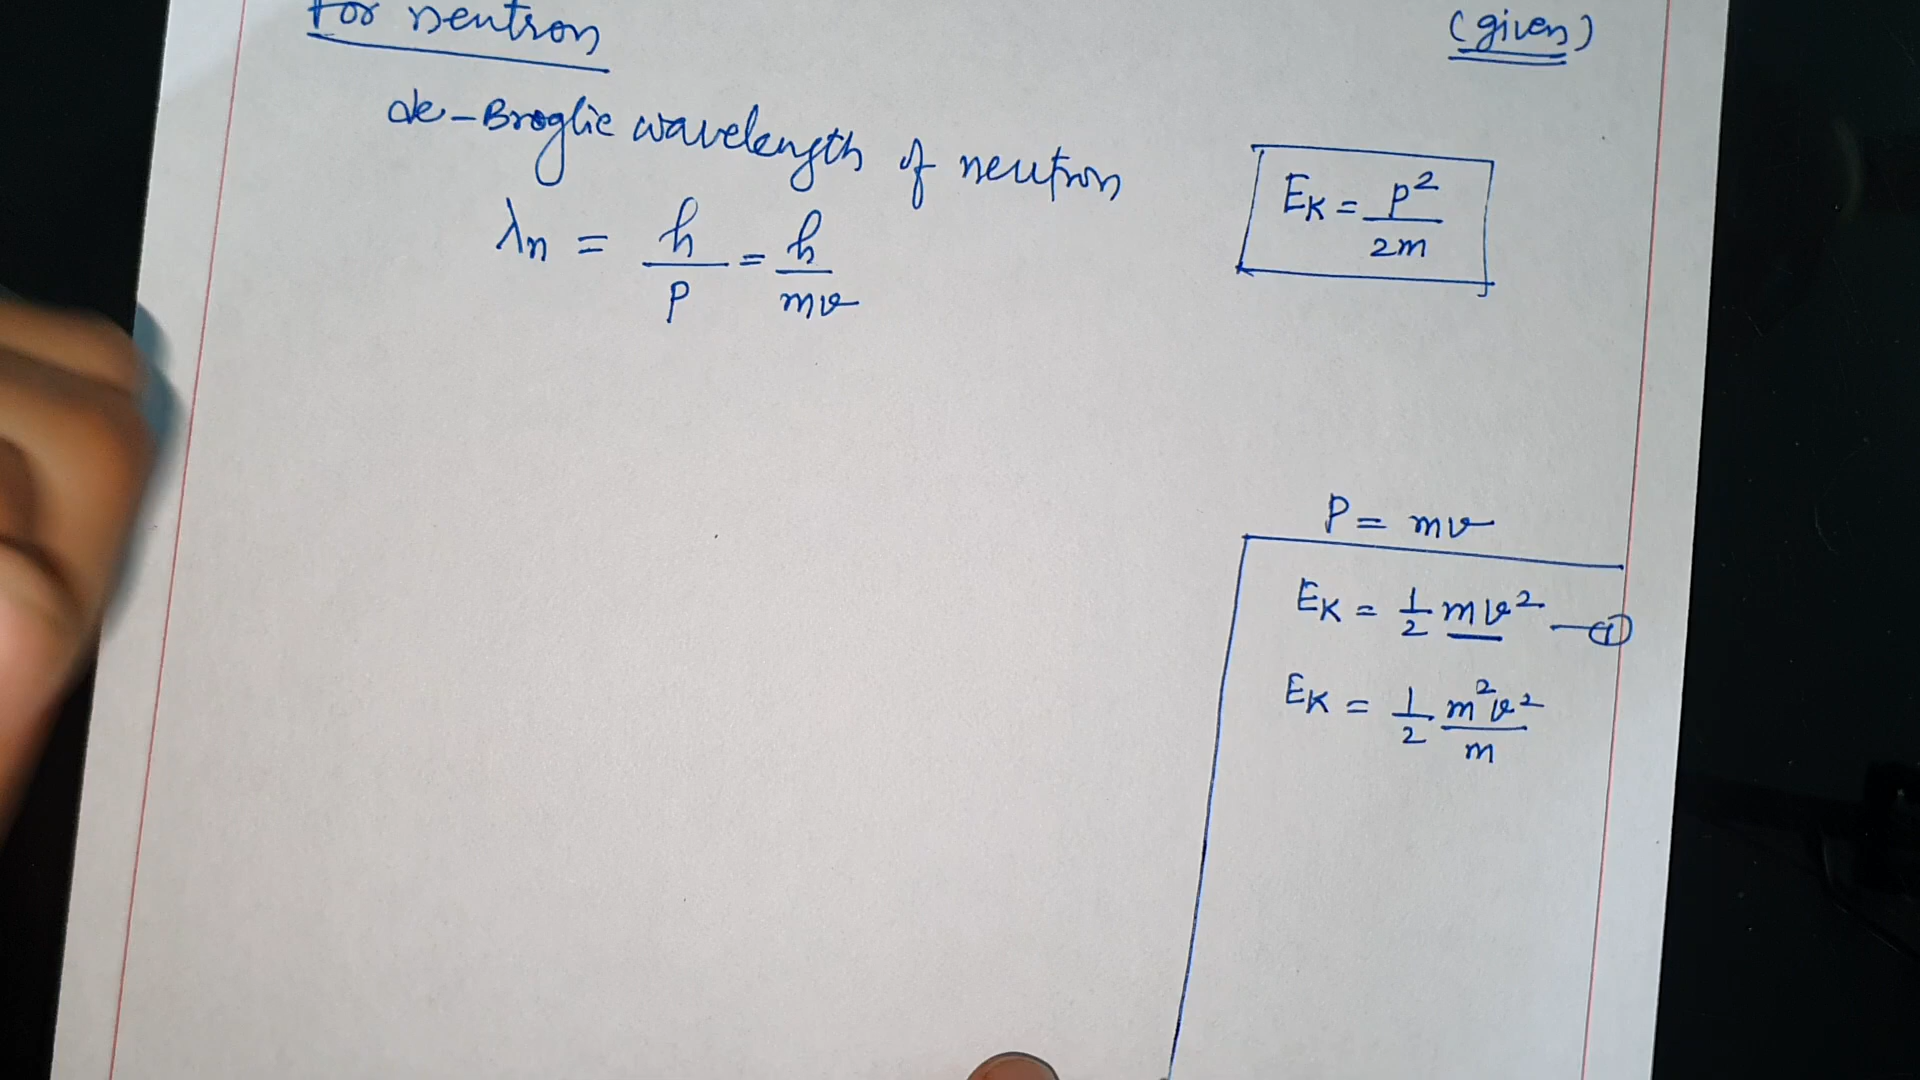 For neutron
(given)
de-Broglie wavelength of neutron
λn = h/p = h/mv
EK = p²/2m
P = mv
EK = 1/2 mv² —①
EK = 1/2 m²v²/m